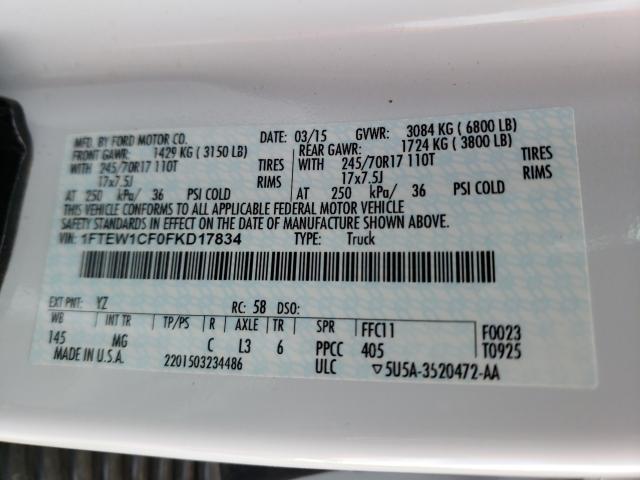 MFD. BY FORD MOTOR CO. DATE: 03/15 GVWR: 3084 KG ( 6800 LB)
FRONT GAWR: 1429 KG ( 3150 LB) REAR GAWR: 1724 KG ( 3800 LB)
WITH 245/70R17 110T TIRES WITH 245/70R17 110T TIRES
17x7.5J RIMS 17x7.5J RIMS
AT 250 kPa/ 36 PSI COLD AT 250 kPa/ 36 PSI COLD
THIS VEHICLE CONFORMS TO ALL APPLICABLE FEDERAL MOTOR VEHICLE
SAFETY STANDARDS IN EFFECT ON THE DATE OF MANUFACTURE SHOWN ABOVE.
VIN: 1FTEW1CF0FKD17834 TYPE: Truck
EXT PNT: YZ RC: 58 DSO:
WB INT TR TP/PS R AXLE TR SPR FFC11 F0023
145 MG C L3 6 PPCC 405 T0925
MADE IN U.S.A. 2201503234486 ULC ▽5U5A-3520472-AA